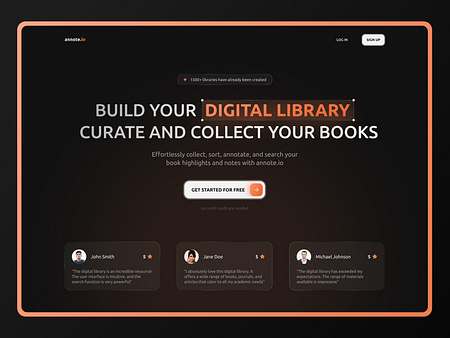 annote.io
LOG IN
SIGN UP
1500+ libraries have already been created
BUILD YOUR DIGITAL LIBRARY
CURATE AND COLLECT YOUR BOOKS
Effortlessly collect, sort, annotate, and search your
book highlights and notes with annote.io
GET STARTED FOR FREE
no credit cards are needed
John Smith
5
"The digital library is an incredible resource!
The user interface is intuitive, and the
search function is very powerful"
Jane Doe
5
"I absolutely love this digital library. It
offers a wide range of books, journals, and
articles that cater to all my academic needs"
Michael Johnson
5
"The digital library has exceeded my
expectations. The range of materials
available is impressive"